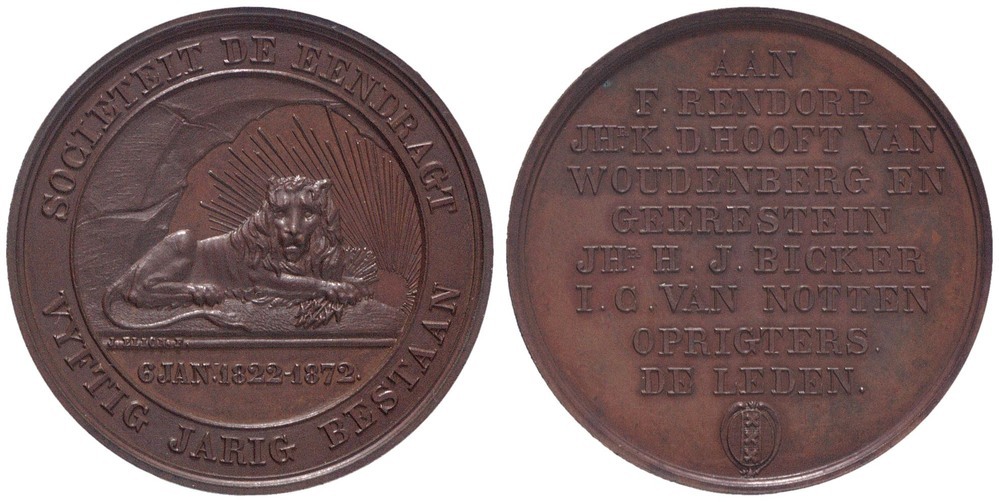 SOCIETEIT DE EENDRAGT
VYFTIG JARIG BESTAAN
J. ELION. F.
6 JAN. 1822-1872.
AAN
F. RENDORP
JHR. K. D. HOOFT VAN
WOUDENBERG EN
GEERESTEIN
JHR. H. J. BICKER
I. C. VAN NOTTEN
OPRIGTERS.
DE LEDEN.